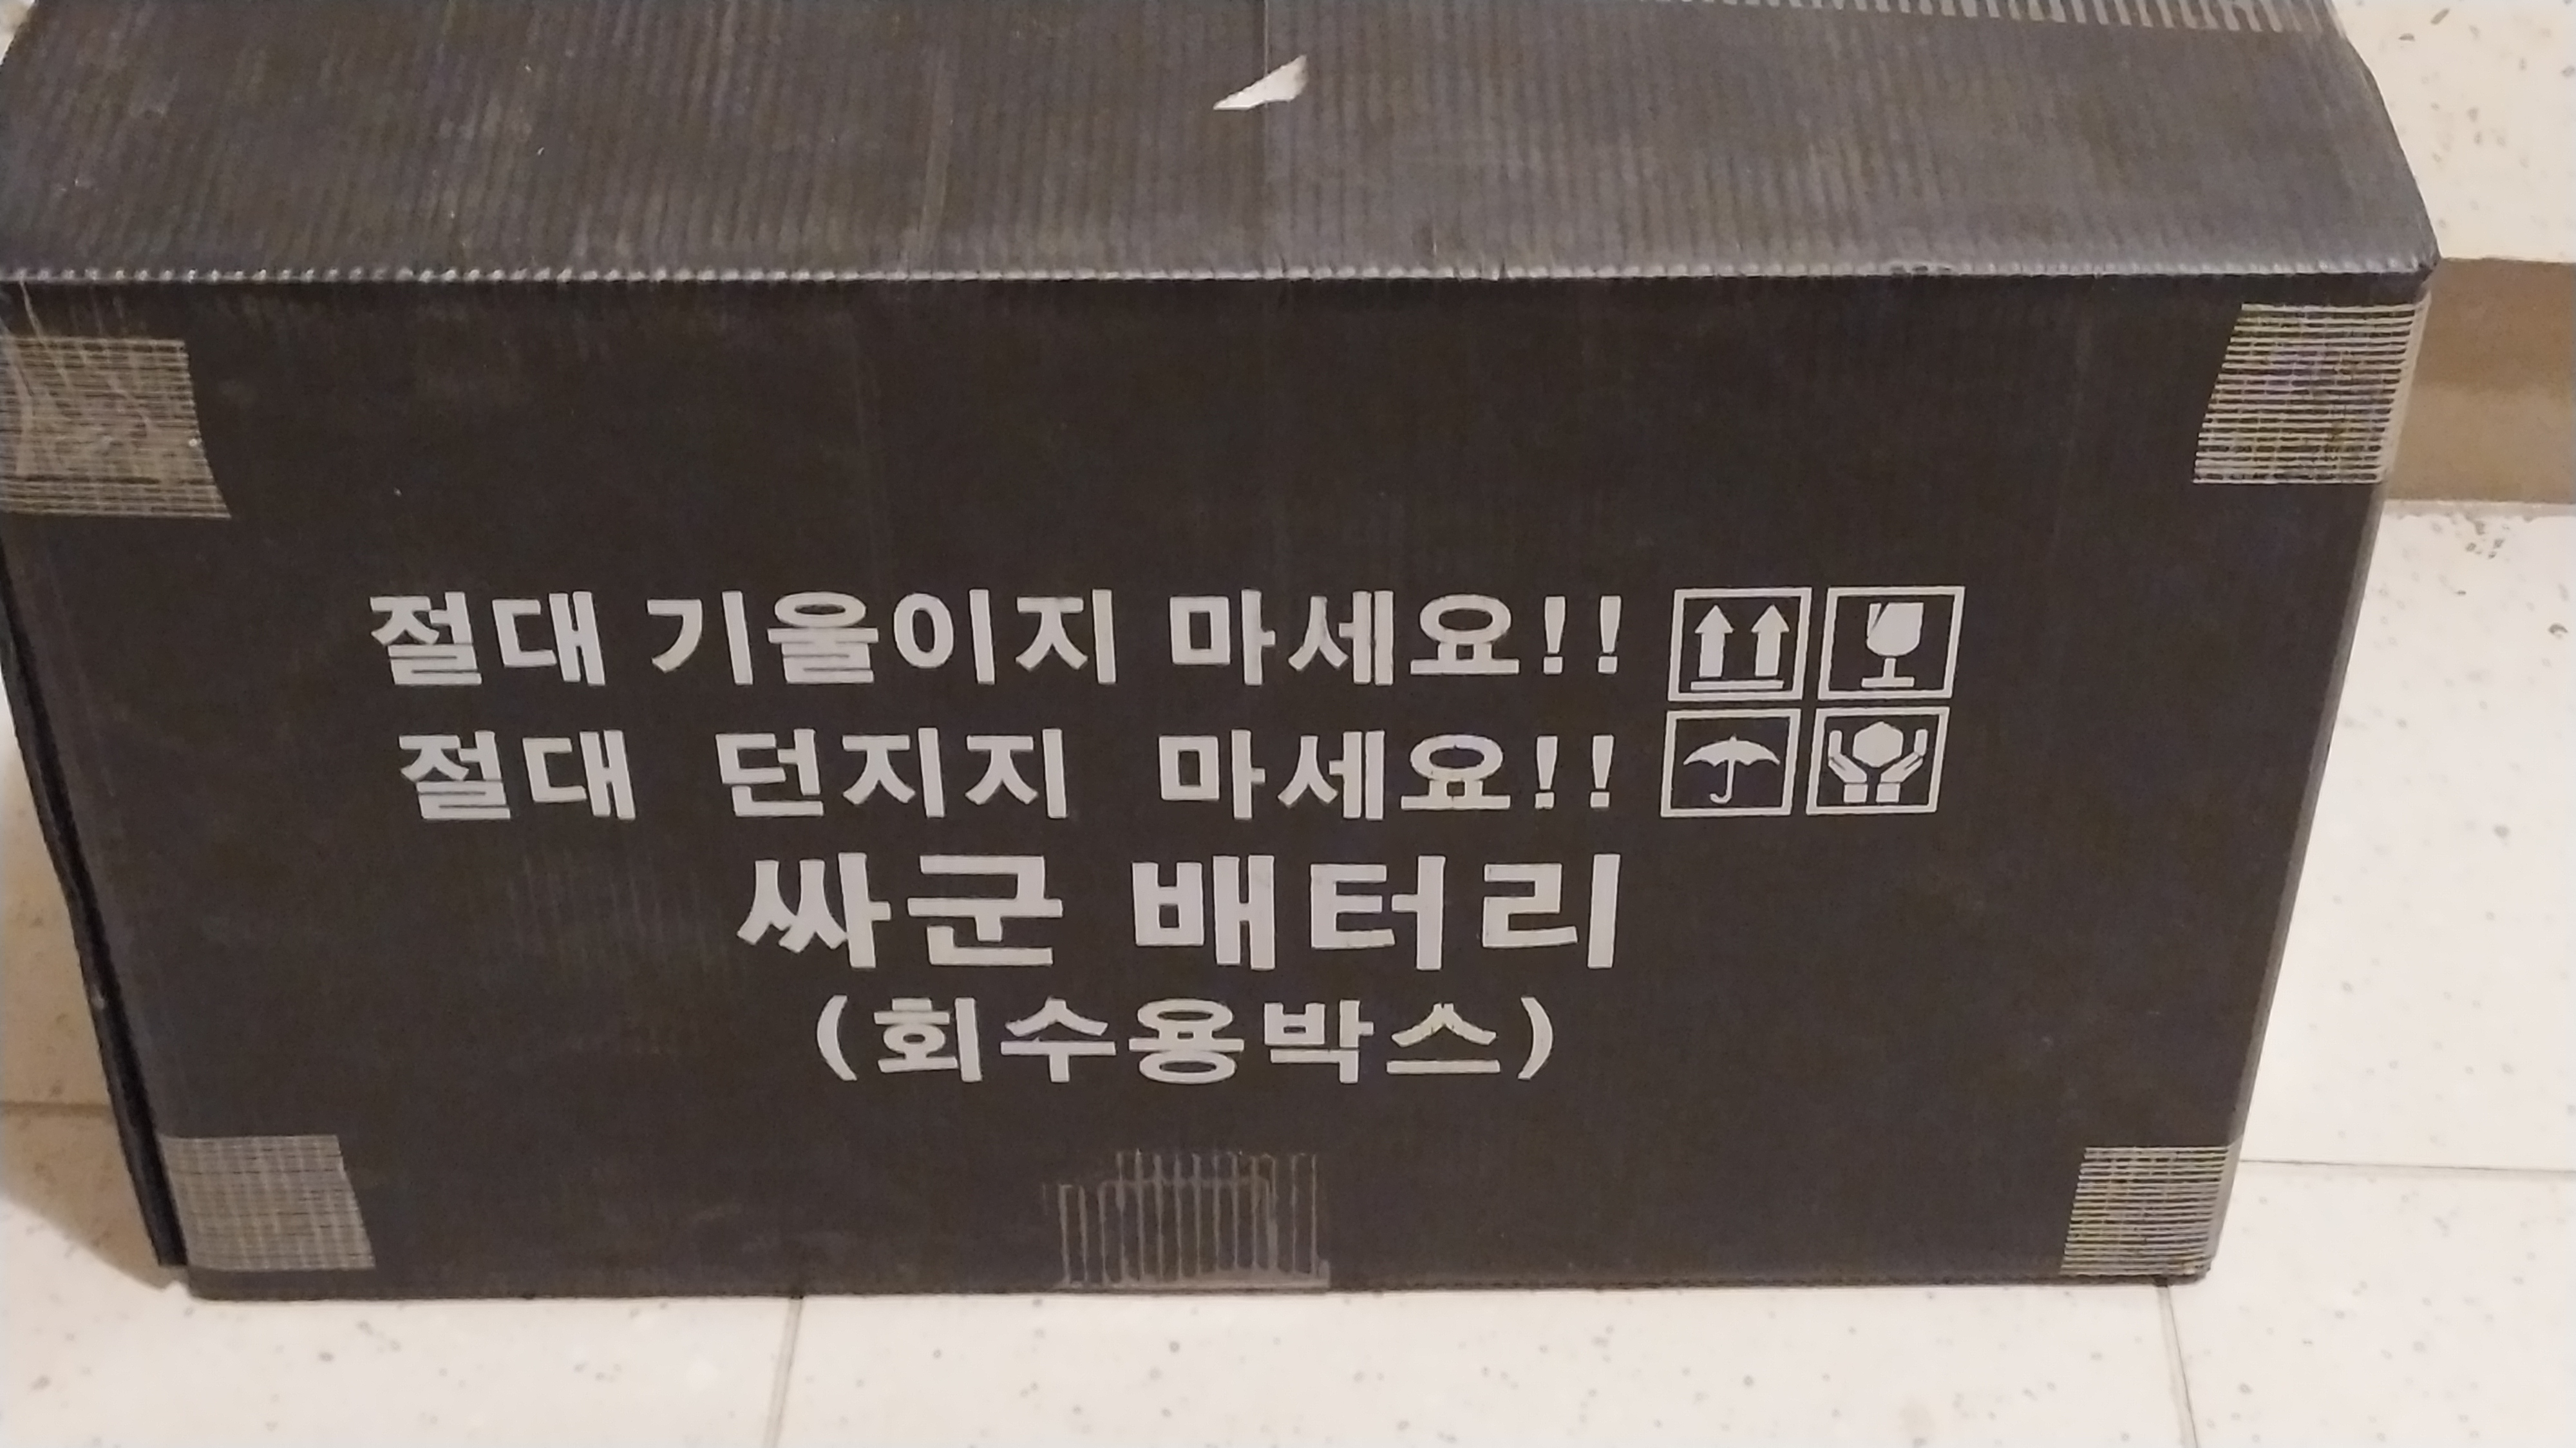 절대 기울이지 마세요!!
절대 던지지 마세요!!
싸군 배터리
(회수용박스)